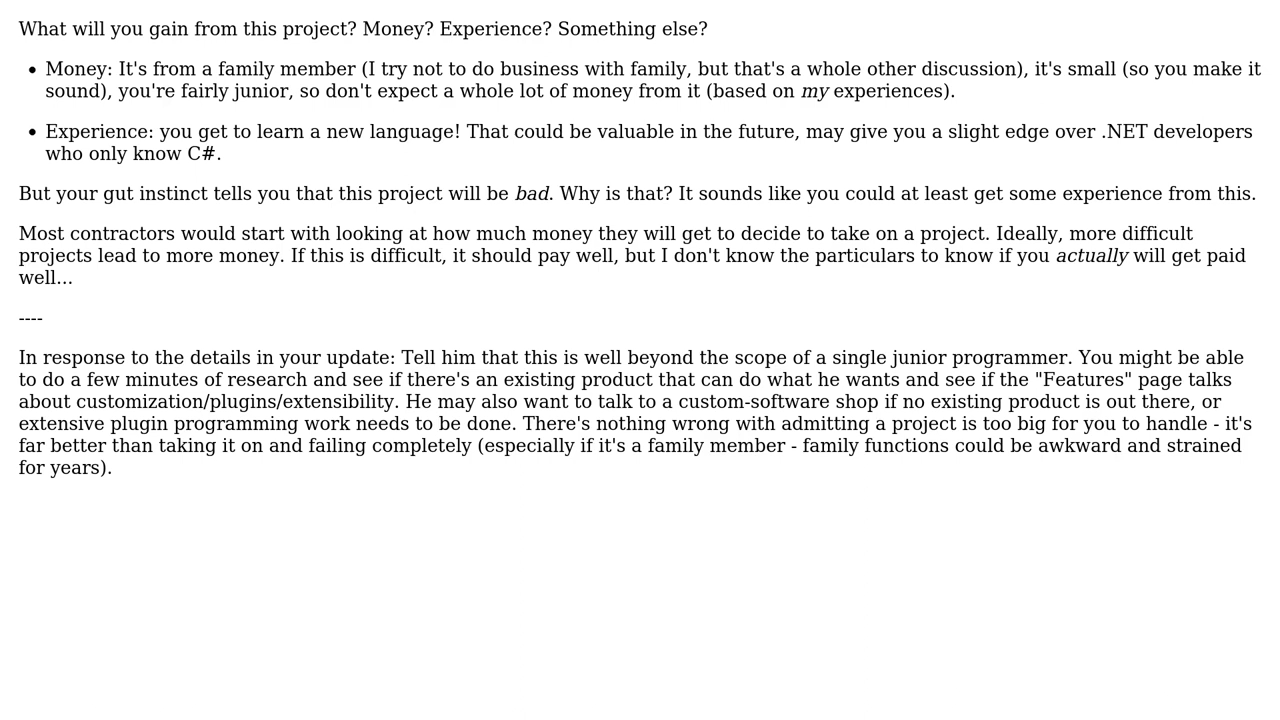 What will you gain from this project? Money? Experience? Something else?
• Money: It's from a family member (I try not to do business with family, but that's a whole other discussion), it's small (so you make it
sound), you're fairly junior, so don't expect a whole lot of money from it (based on my experiences).
• Experience: you get to learn a new language! That could be valuable in the future, may give you a slight edge over .NET developers
who only know C#.
But your gut instinct tells you that this project will be bad. Why is that? It sounds like you could at least get some experience from this.
Most contractors would start with looking at how much money they will get to decide to take on a project. Ideally, more difficult
projects lead to more money. If this is difficult, it should pay well, but I don't know the particulars to know if you actually will get paid
well...
----
In response to the details in your update: Tell him that this is well beyond the scope of a single junior programmer. You might be able
to do a few minutes of research and see if there's an existing product that can do what he wants and see if the "Features" page talks
about customization/plugins/extensibility. He may also want to talk to a custom-software shop if no existing product is out there, or
extensive plugin programming work needs to be done. There's nothing wrong with admitting a project is too big for you to handle - it's
far better than taking it on and failing completely (especially if it's a family member - family functions could be awkward and strained
for years).